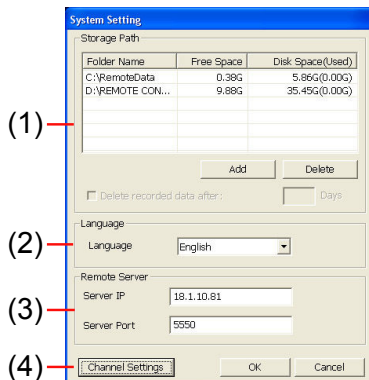 System Setting
Storage Path
Folder Name Free Space Disk Space(Used)
C:\RemoteData 0.38G 5.86G(0.00G)
D:\REMOTE CON... 9.88G 35.45G(0.00G)
(1)
Add Delete
Delete recorded data after: Days
Language
(2) Language English
Remote Server
Server IP 18.1.10.81
(3)
Server Port 5550
(4) Channel Settings OK Cancel